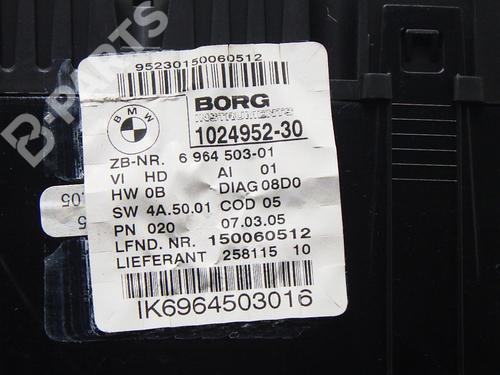 B-PARTS
95230150060512
BMW
BORG
INSTRUMENTS
1024952-30
ZB-NR. 6 964 503-01
VI HD AI 01
HW 0B DIAG 08D0
SW 4A.50.01 COD 05
PN 020 07.03.05
LFND. NR. 150060512
LIEFERANT 258115 10
IK6964503016